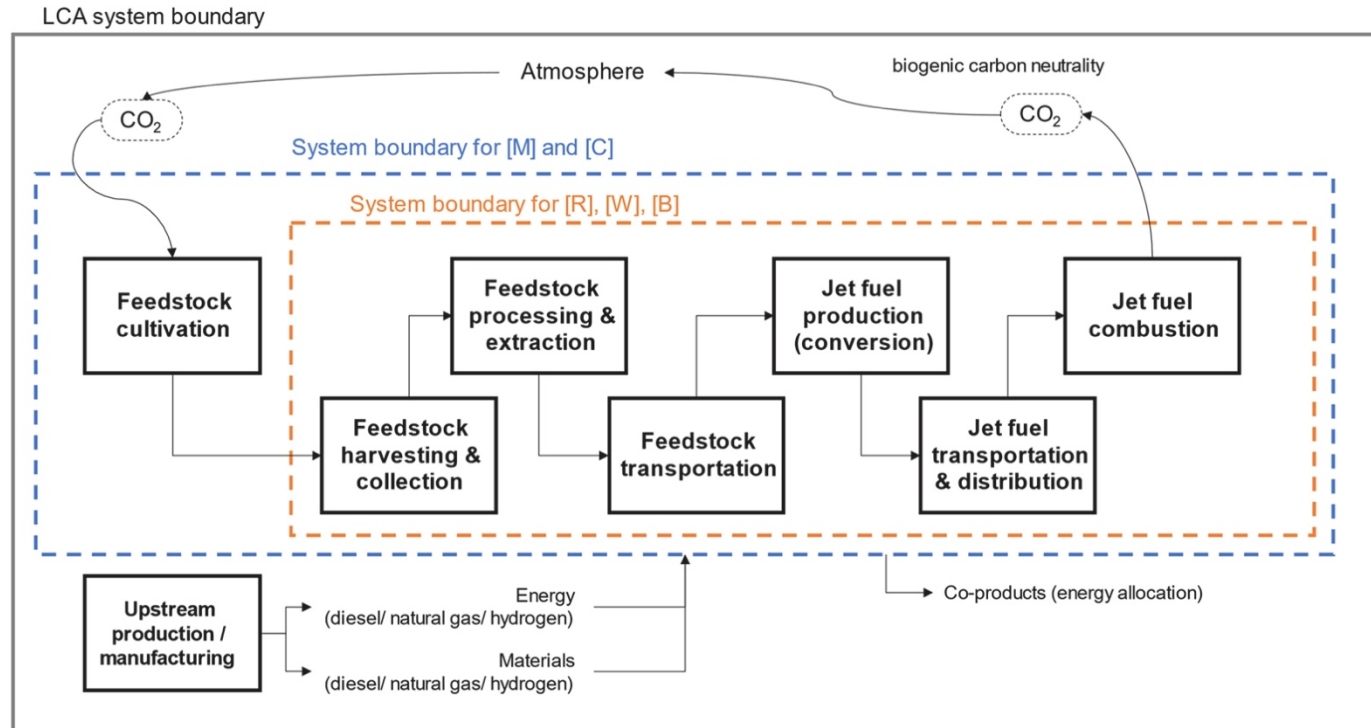 LCA system boundary
Atmosphere
biogenic carbon neutrality
CO₂
CO₂
System boundary for [M] and [C]
System boundary for [R], [W], [B]
Feedstock
cultivation
Feedstock
processing &
extraction
Jet fuel
production
(conversion)
Jet fuel
combustion
Feedstock
harvesting &
collection
Feedstock
transportation
Jet fuel
transportation
& distribution
Upstream
production /
manufacturing
Energy
(diesel/ natural gas/ hydrogen)
Materials
(diesel/ natural gas/ hydrogen)
Co-products (energy allocation)